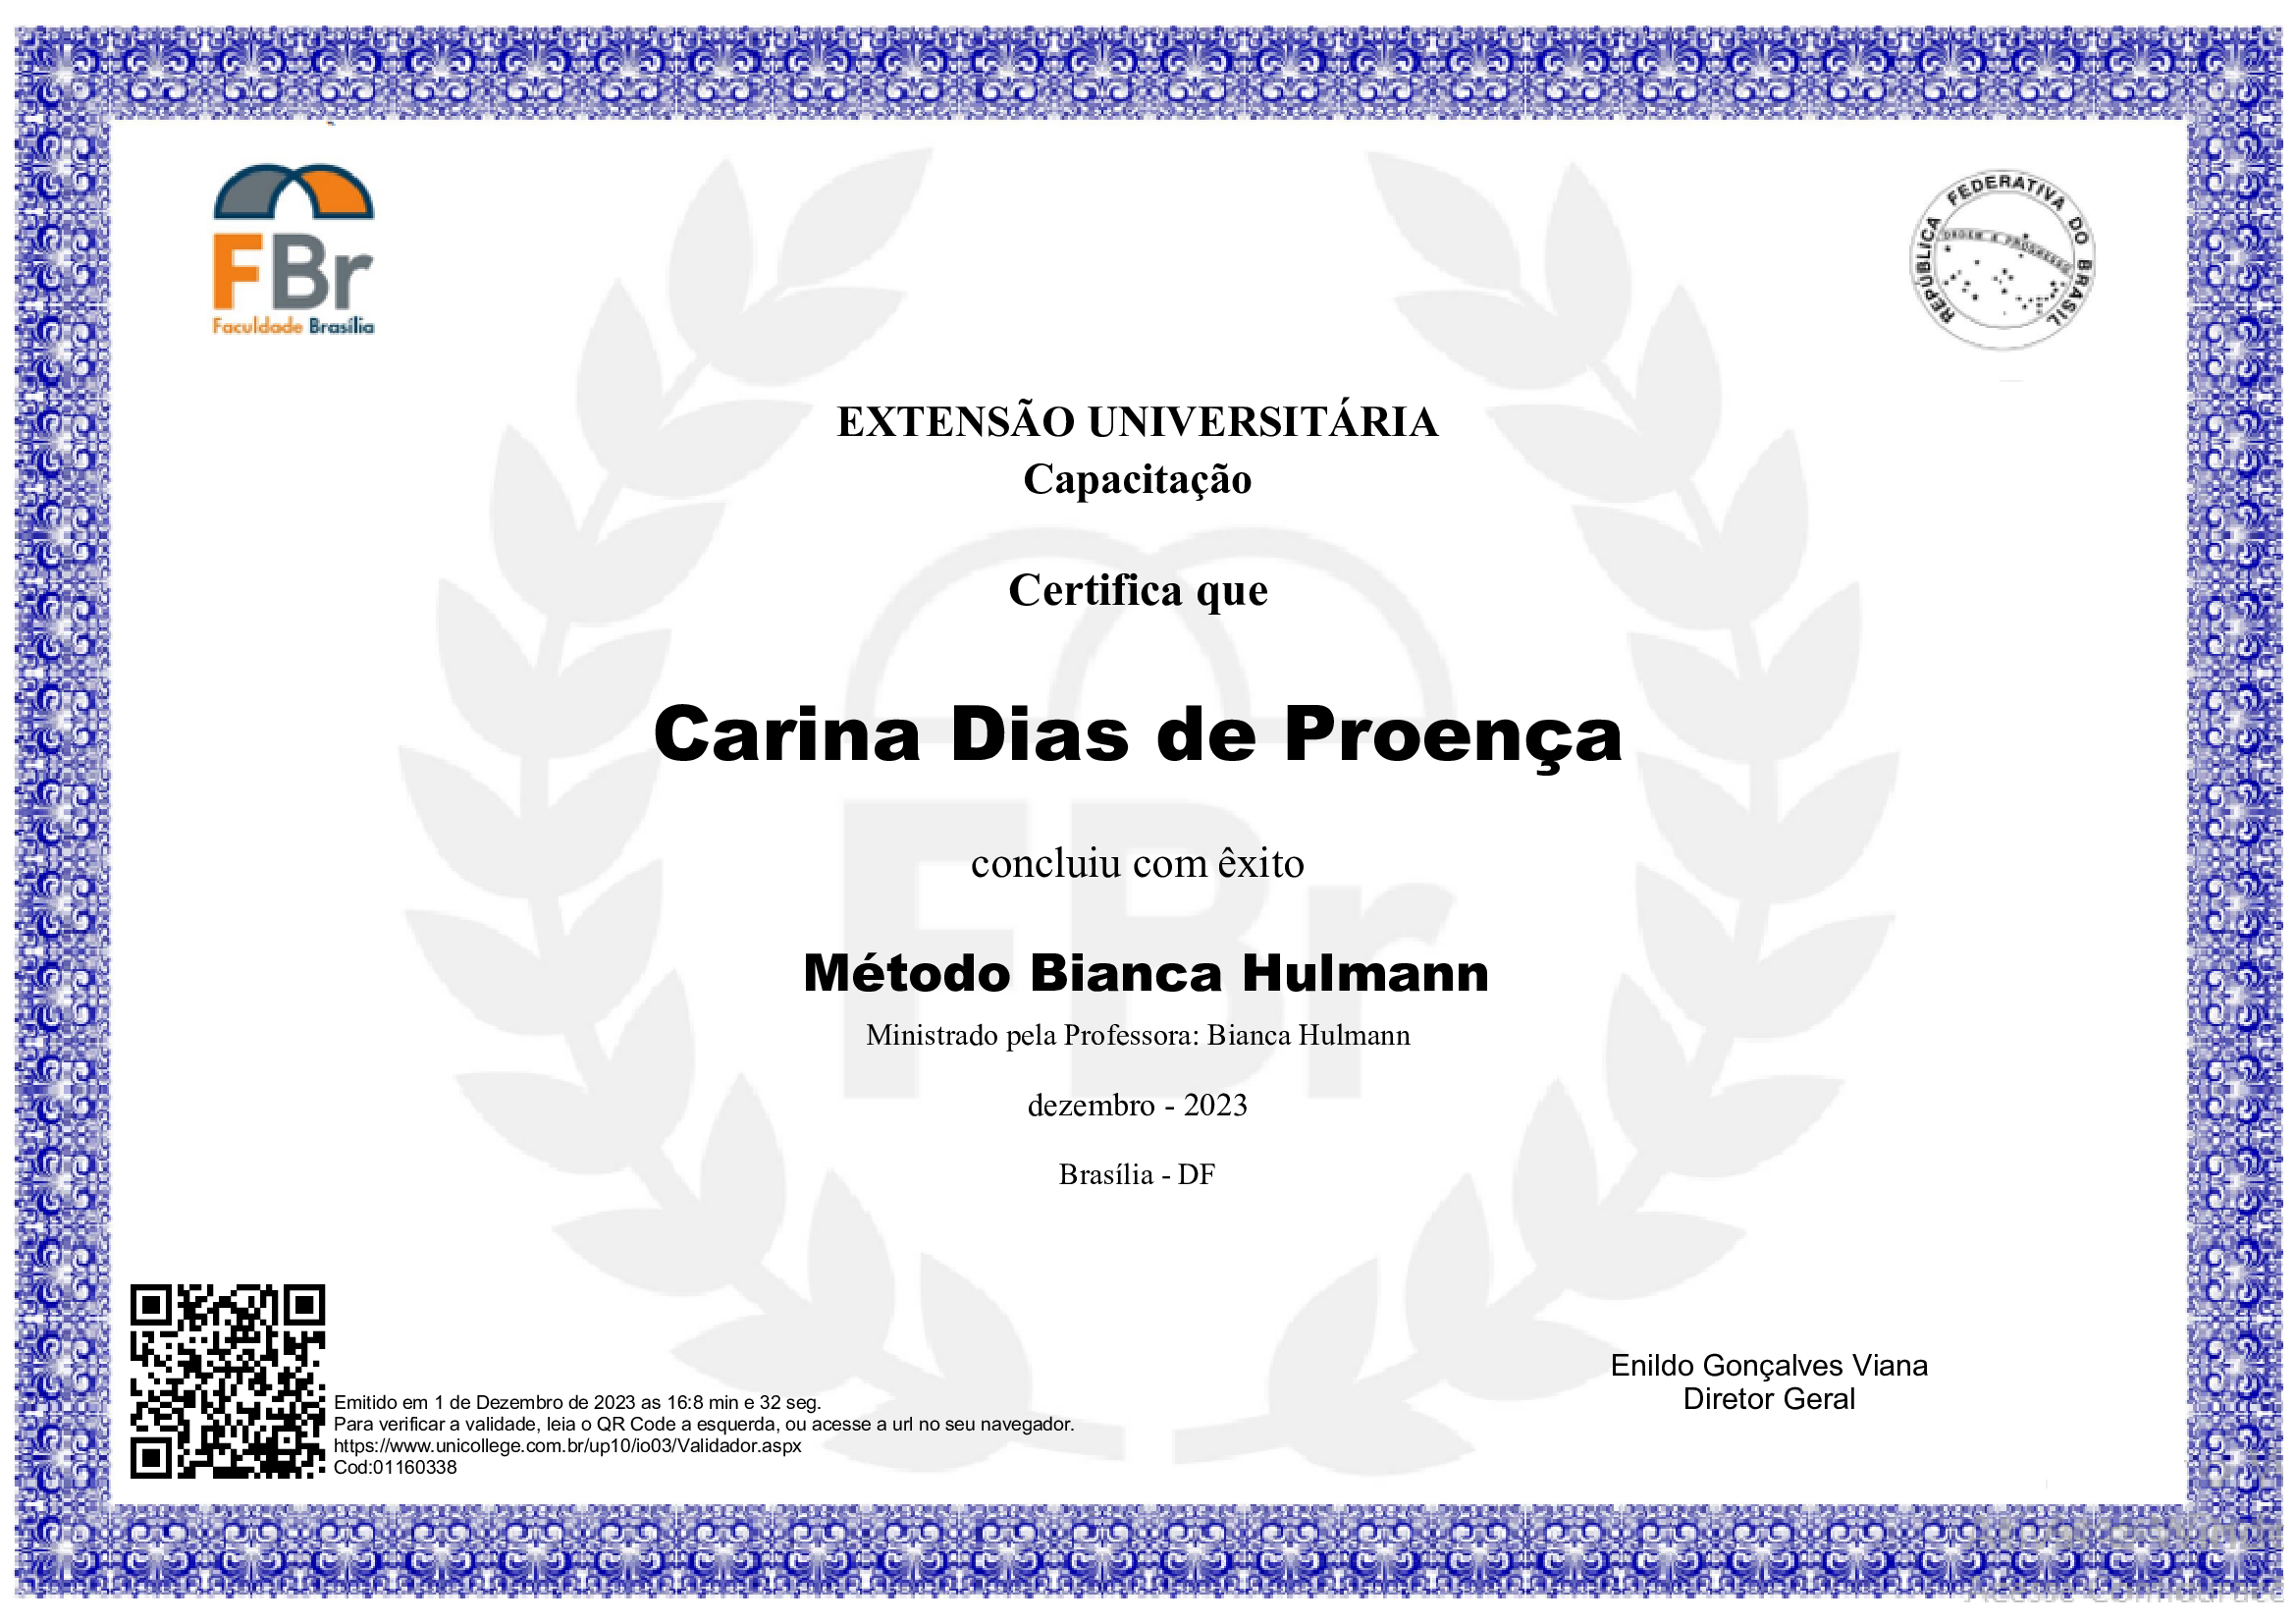 FBr
Faculdade Brasília
REPÚBLICA FEDERATIVA DO BRASIL
ORDEM E PROGRESSO
EXTENSÃO UNIVERSITÁRIA
Capacitação
Certifica que
Carina Dias de Proença
concluiu com êxito
FBr
Método Bianca Hulmann
Ministrado pela Professora: Bianca Hulmann
dezembro - 2023
Brasília - DF
Enildo Gonçalves Viana
Diretor Geral
Emitido em 1 de Dezembro de 2023 as 16:8 min e 32 seg.
Para verificar a validade, leia o QR Code a esquerda, ou acesse a url no seu navegador.
https://www.unicollege.com.br/up10/io03/Validador.aspx
Cod:01160338